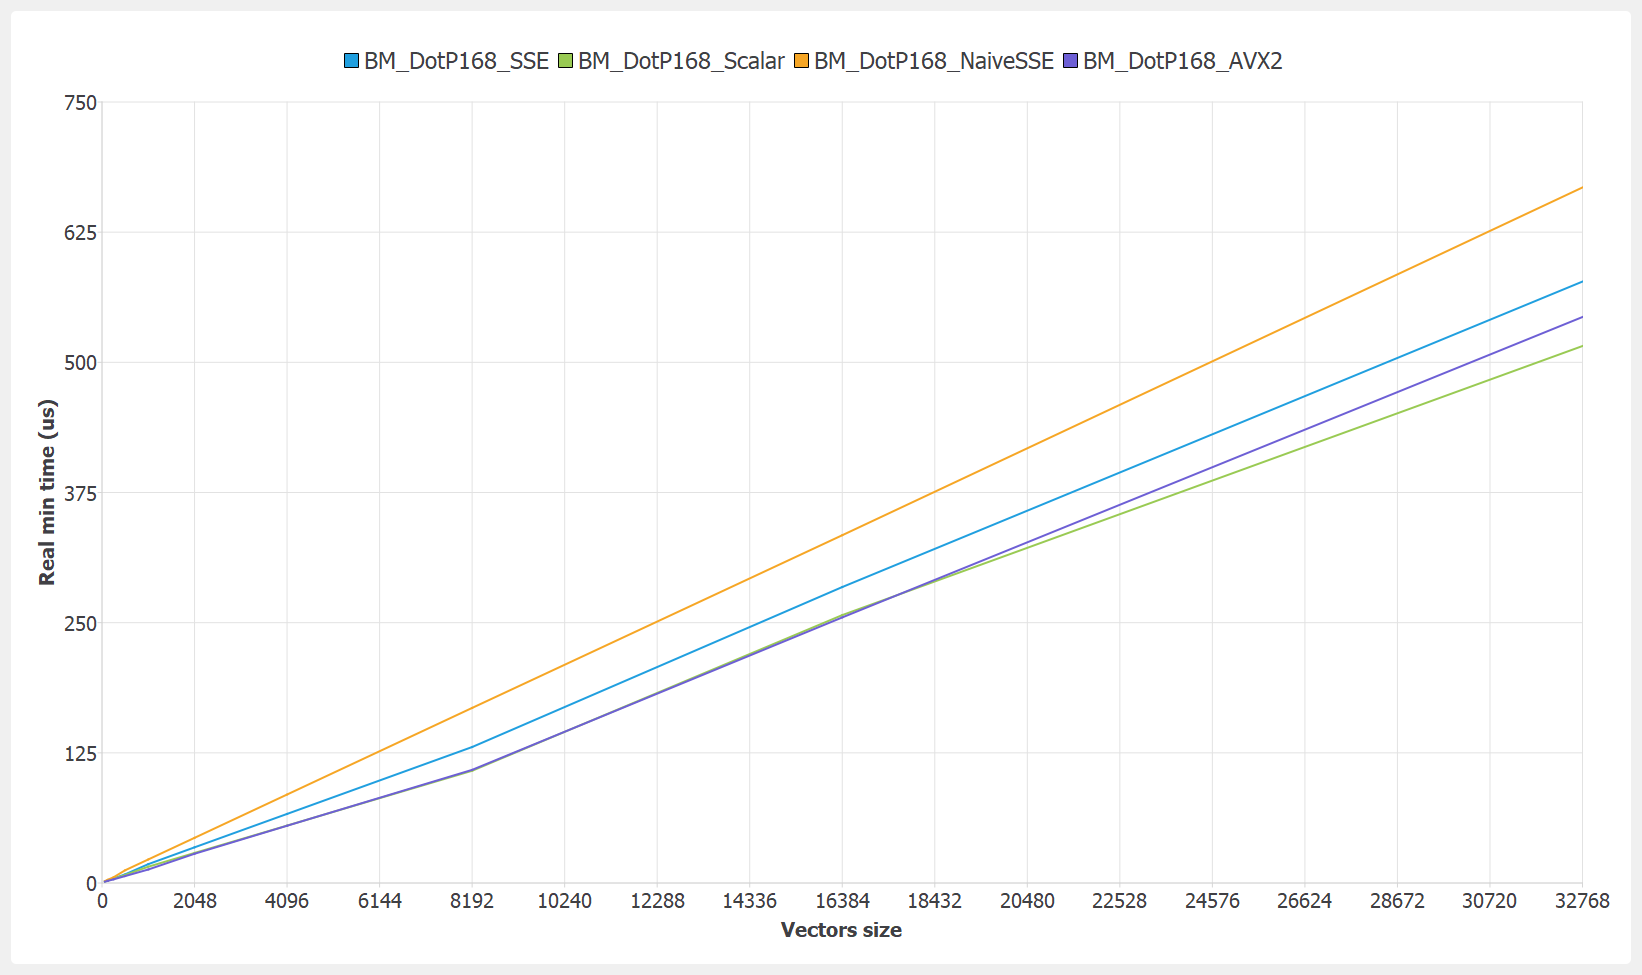 BM_DotP168_SSE BM_DotP168_Scalar BM_DotP168_NaiveSSE BM_DotP168_AVX2
750
625
500
375
250
125
0
Real min time (us)
0 2048 4096 6144 8192 10240 12288 14336 16384 18432 20480 22528 24576 26624 28672 30720 32768
Vectors size